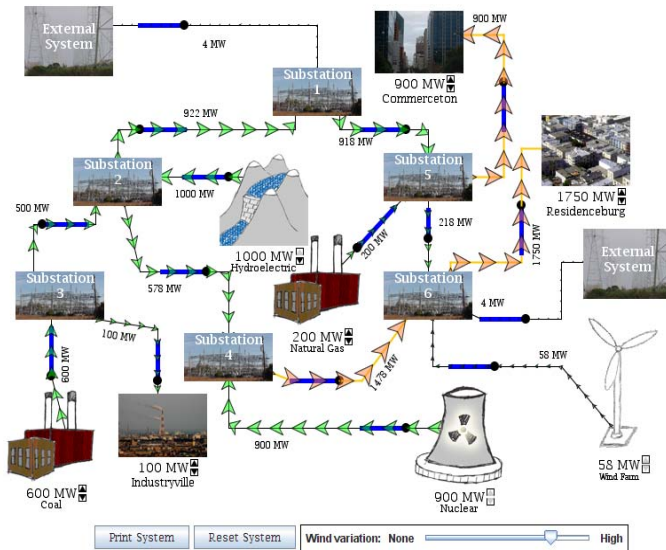 External
System
4 MW
Substation
1
900 MW
900 MW
Commerceton
922 MW
918 MW
Substation
2
1000 MW
Substation
5
1750 MW
Residenceburg
500 MW
1000 MW
Hydroelectric
200 MW
218 MW
1750 MW
External
System
578 MW
Substation
3
Substation
6
4 MW
100 MW
200 MW
Natural Gas
Substation
4
1478 MW
58 MW
600 MW
900 MW
100 MW
Industryville
600 MW
Coal
900 MW
Nuclear
58 MW
Wind Farm
Print System
Reset System
Wind variation: None
High